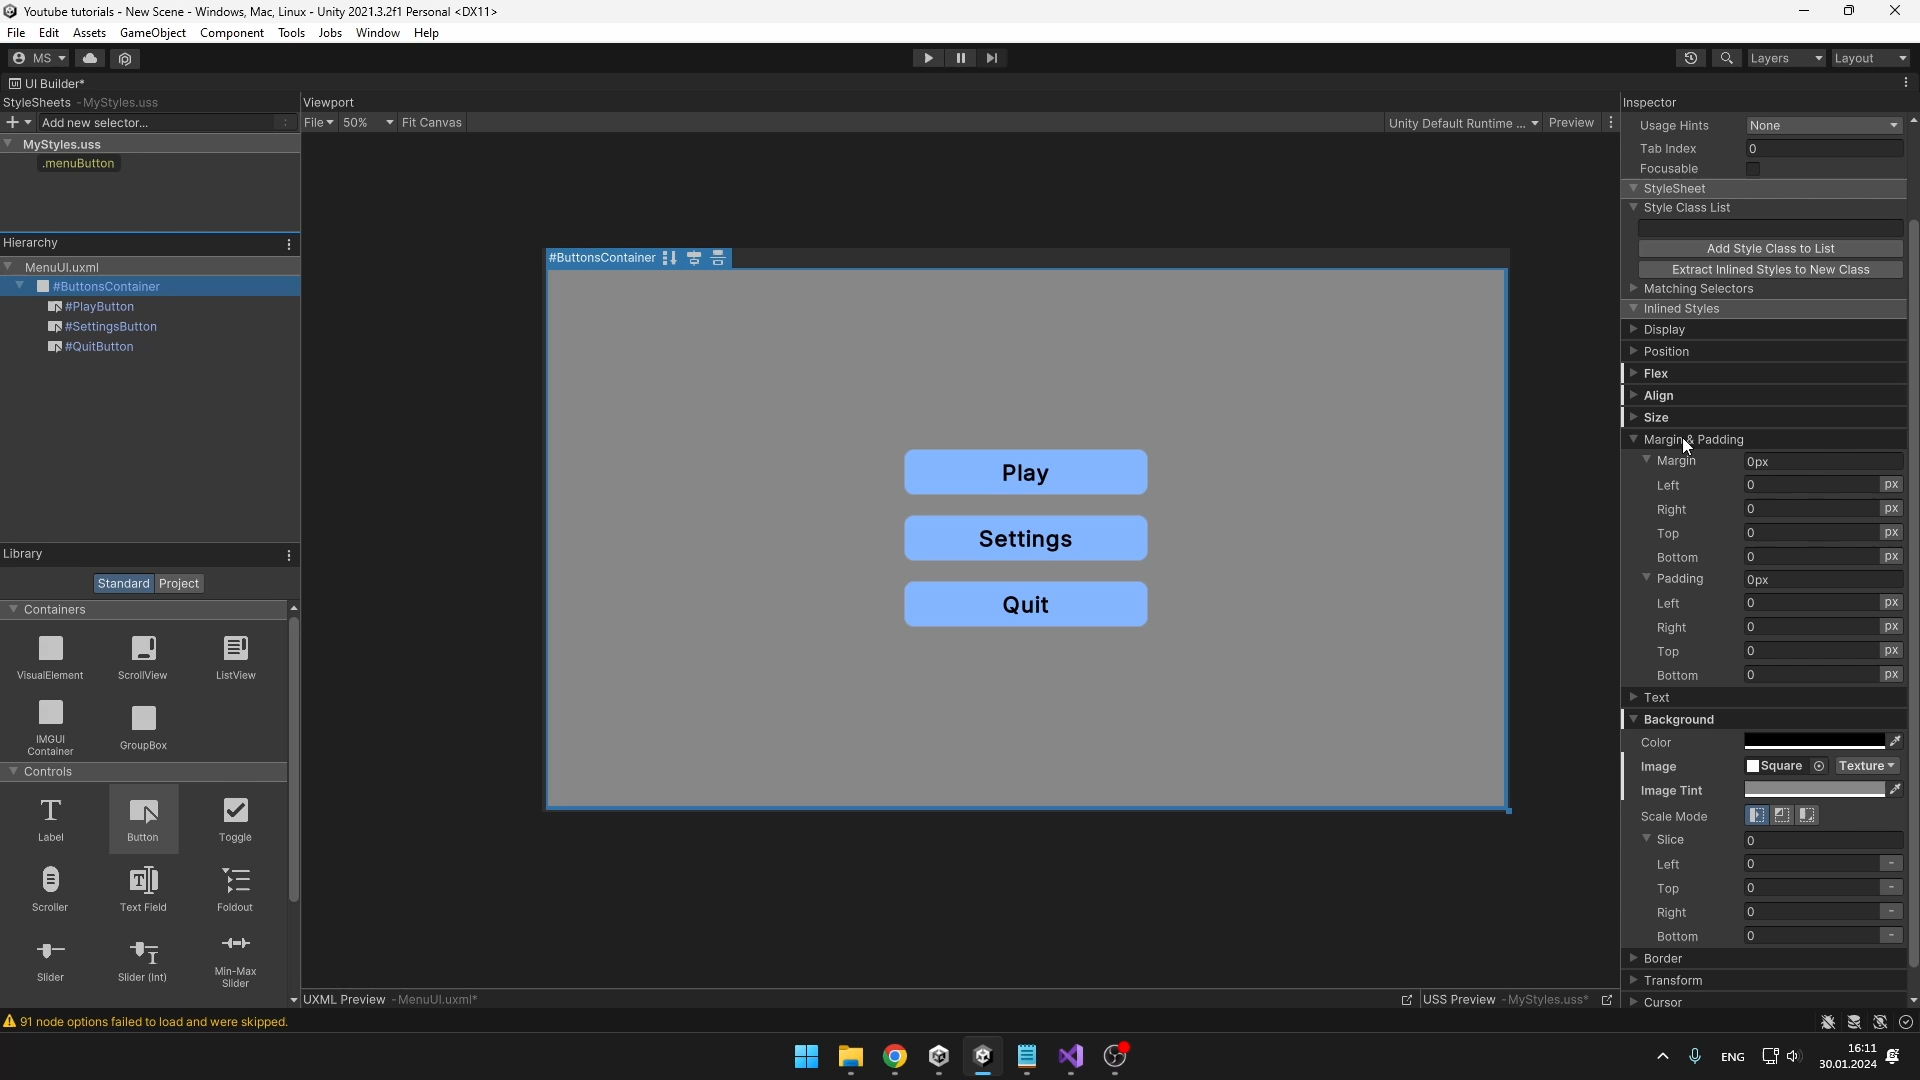 Youtube tutorials - New Scene - Windows, Mac, Linux - Unity 2021.3.2f1 Personal <DX11>
File Edit Assets GameObject Component Tools Jobs Window Help
MS Layers Layout
UI Builder*
StyleSheets - MyStyles.uss
Add new selector...
MyStyles.uss
.menuButton
Hierarchy
MenuUI.uxml
#ButtonsContainer
#PlayButton
#SettingsButton
#QuitButton
Library
Standard Project
Containers
VisualElement ScrollView ListView
IMGUI Container GroupBox
Controls
Label Button Toggle
Scroller Text Field Foldout
Slider Slider (Int) Min-Max Slider
Viewport
File 50% Fit Canvas Unity Default Runtime ... Preview
#ButtonsContainer
Play
Settings
Quit
UXML Preview - MenuUI.uxml* USS Preview - MyStyles.uss*
Inspector
Usage Hints None
Tab Index 0
Focusable
StyleSheet
Style Class List
Add Style Class to List
Extract Inlined Styles to New Class
Matching Selectors
Inlined Styles
Display
Position
Flex
Align
Size
Margin & Padding
Margin 0px
Left 0 px
Right 0 px
Top 0 px
Bottom 0 px
Padding 0px
Left 0 px
Right 0 px
Top 0 px
Bottom 0 px
Text
Background
Color
Image Square Texture
Image Tint
Scale Mode
Slice 0
Left 0 -
Top 0 -
Right 0 -
Bottom 0 -
Border
Transform
Cursor
91 node options failed to load and were skipped.
ENG 16:11
30.01.2024